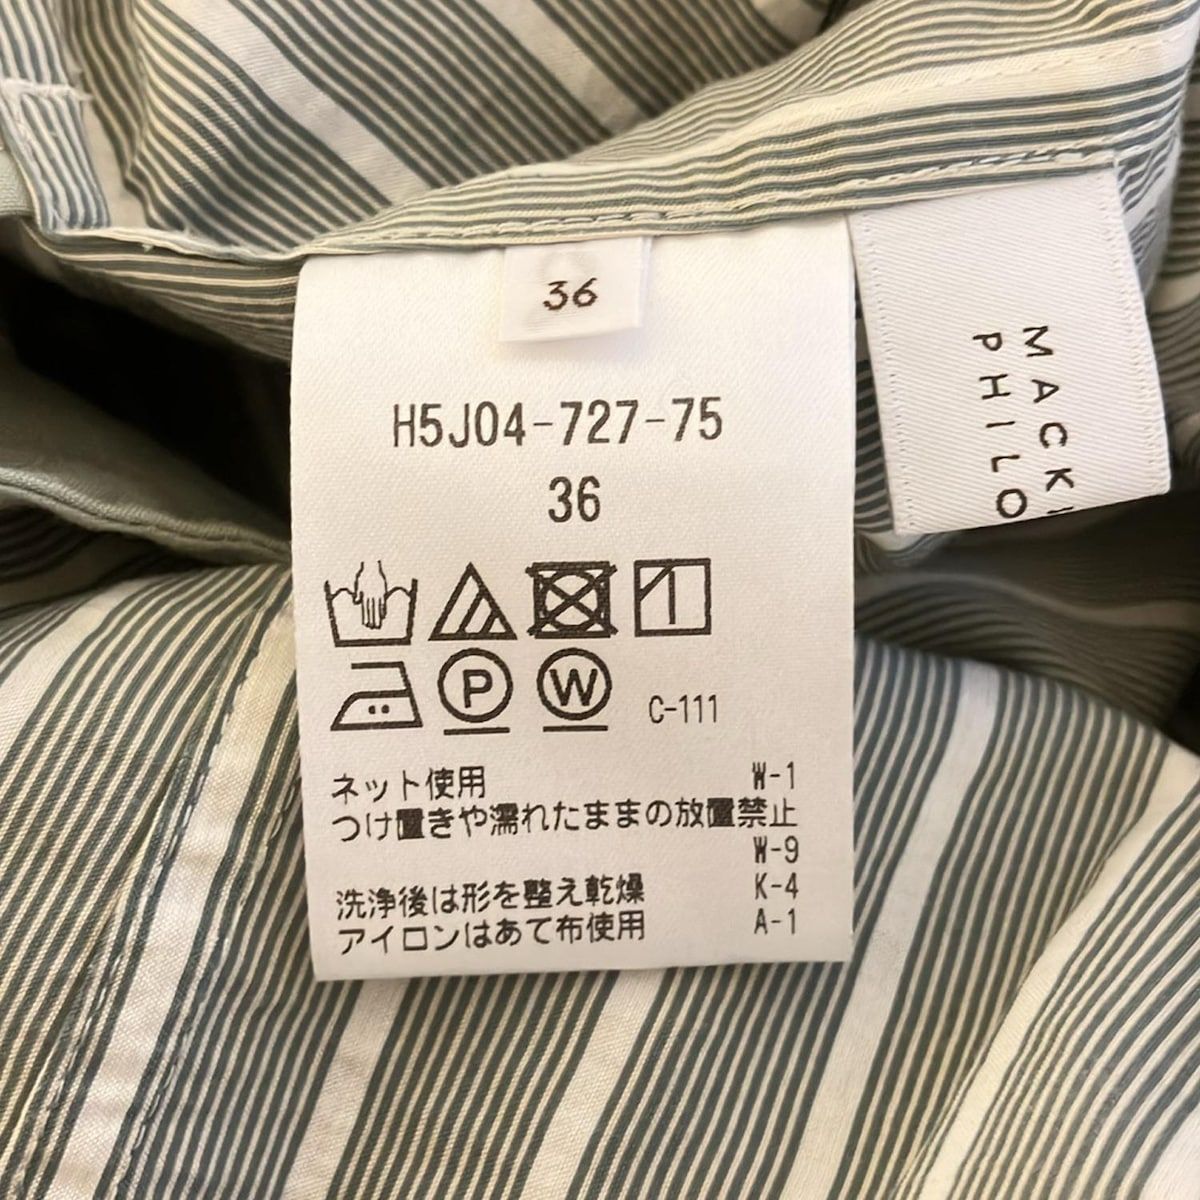 36
H5J04-727-75
36
P W C-111
ネット使用 W-1
つけ置きや濡れたままの放置禁止
W-9
洗浄後は形を整え乾燥 K-4
アイロンはあて布使用 A-1
MACK
PHILO